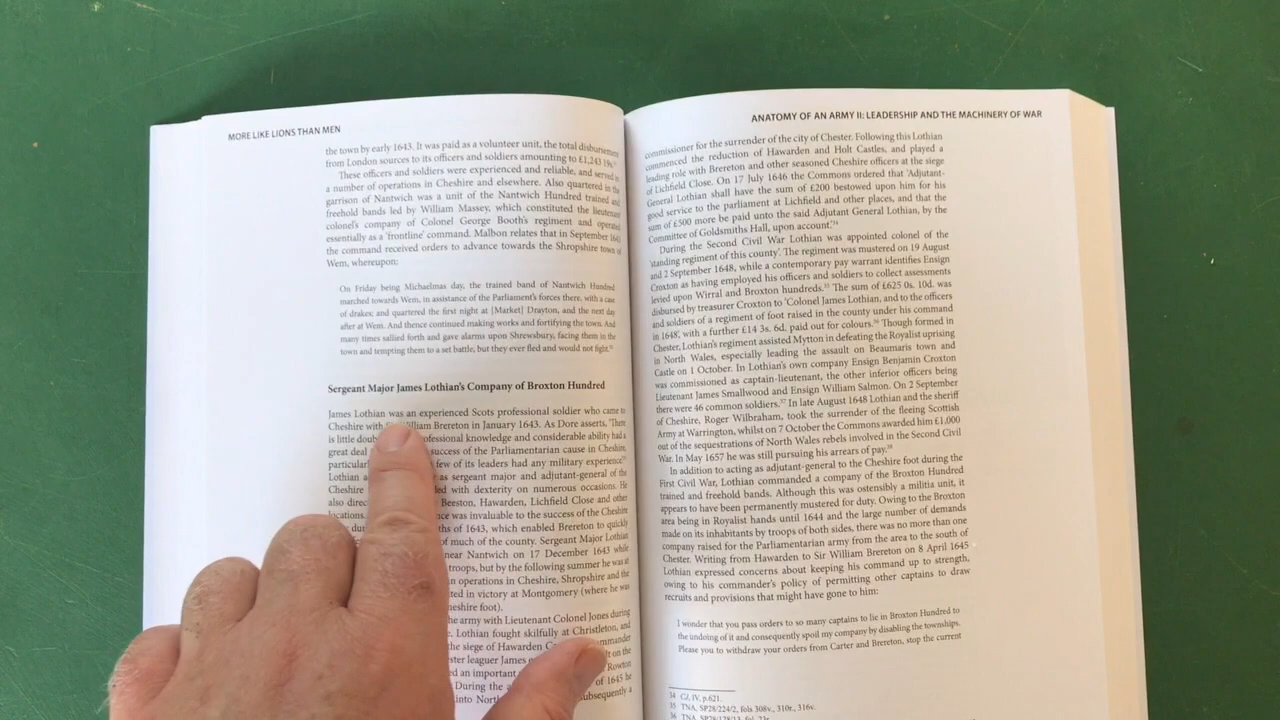 MORE LIKE LIONS THAN MEN
the town by early 1643. It was paid as a volunteer unit, the total disbursement
from London sources to its officers and soldiers amounting to £1,243 19s.
These officers and soldiers were experienced and reliable, and served in
a number of operations in Cheshire and elsewhere. Also quartered in the
garrison of Nantwich was a unit of the Nantwich Hundred trained and
freehold bands led by William Massey, which constituted the lieutenant
colonel's company of Colonel George Booth's regiment and operated
essentially as a 'frontline' command. Malbon relates that in September 1643
the command received orders to advance towards the Shropshire town of
Wem, whereupon:
On Friday being Michaelmas day, the trained band of Nantwich Hundred
marched towards Wem, in assistance of the Parliament's forces there, with a case
of drakes; and quartered the first night at [Market] Drayton, and the next day
after at Wem. And thence continued making works and fortifying the town. And
many times sallied forth and gave alarms upon Shrewsbury, facing them in the
town and tempting them to a set battle, but they ever fled and would not fight.
Sergeant Major James Lothian's Company of Broxton Hundred
James Lothian was an experienced Scots professional soldier who came to
Cheshire with William Brereton in January 1643. As Dore asserts, 'There
is little professional knowledge and considerable ability had a
great deal success of the Parliamentarian cause in Cheshire,
few of its leaders had any military experience'.
Lothian as sergeant major and adjutant-general of the
Cheshire with dexterity on numerous occasions. He
also Beeston, Hawarden, Lichfield Close and other
locations. was invaluable to the success of the Cheshire
of 1643, which enabled Brereton to quickly
of much of the county. Sergeant Major Lothian
near Nantwich on 17 December 1643 while
troops, but by the following summer he was in
operations in Cheshire, Shropshire and the
in victory at Montgomery (where he was
foot).
the army with Lieutenant Colonel Jones during
Lothian fought skilfully at Christleton, and
the siege of Hawarden
leaguer James on the
an important Rowton
During the of 1645 he
into subsequently a
ANATOMY OF AN ARMY II: LEADERSHIP AND THE MACHINERY OF WAR
commissioner for the surrender of the city of Chester. Following this Lothian
commenced the reduction of Hawarden and Holt Castles, and played a
leading role with Brereton and other seasoned Cheshire officers at the siege
of Lichfield Close. On 17 July 1646 the Commons ordered that 'Adjutant-
General Lothian shall have the sum of £200 bestowed upon him for his
good service to the parliament at Lichfield and other places, and that the
sum of £500 more be paid unto the said Adjutant General Lothian, by the
Committee of Goldsmiths Hall, upon account'.34
During the Second Civil War Lothian was appointed colonel of the
'standing regiment of this county'. The regiment was mustered on 19 August
and 2 September 1648, while a contemporary pay warrant identifies Ensign
Croxton as having employed his officers and soldiers to collect assessments
levied upon Wirral and Broxton hundreds.35 The sum of £625 0s. 10d. was
disbursed by treasurer Croxton to 'Colonel James Lothian, and to the officers
and soldiers of a regiment of foot raised in the county under his command
in 1648', with a further £14 3s. 6d. paid out for colours.36 Though formed in
Chester, Lothian's regiment assisted Mytton in defeating the Royalist uprising
in North Wales, especially leading the assault on Beaumaris town and
Castle on 1 October. In Lothian's own company Ensign Benjamin Croxton
was commissioned as captain-lieutenant, the other inferior officers being
Lieutenant James Smallwood and Ensign William Salmon. On 2 September
there were 46 common soldiers.37 In late August 1648 Lothian and the sheriff
of Cheshire, Roger Wilbraham, took the surrender of the fleeing Scottish
Army at Warrington, whilst on 7 October the Commons awarded him £1,000
out of the sequestrations of North Wales rebels involved in the Second Civil
War. In May 1657 he was still pursuing his arrears of pay.38
In addition to acting as adjutant-general to the Cheshire foot during the
First Civil War, Lothian commanded a company of the Broxton Hundred
trained and freehold bands. Although this was ostensibly a militia unit, it
appears to have been permanently mustered for duty. Owing to the Broxton
area being in Royalist hands until 1644 and the large number of demands
made on its inhabitants by troops of both sides, there was no more than one
company raised for the Parliamentarian army from the area to the south of
Chester. Writing from Hawarden to Sir William Brereton on 8 April 1645
Lothian expressed concerns about keeping his command up to strength,
owing to his commander's policy of permitting other captains to draw
recruits and provisions that might have gone to him:
I wonder that you pass orders to so many captains to lie in Broxton Hundred to
the undoing of it and consequently spoil my company by disabling the townships.
Please you to withdraw your orders from Carter and Brereton, stop the current
34 CJ, IV, p.621.
35 TNA, SP28/224/2, fols 308v., 310r., 316v.
36 TNA, SP28/128/13, fol. 23r.